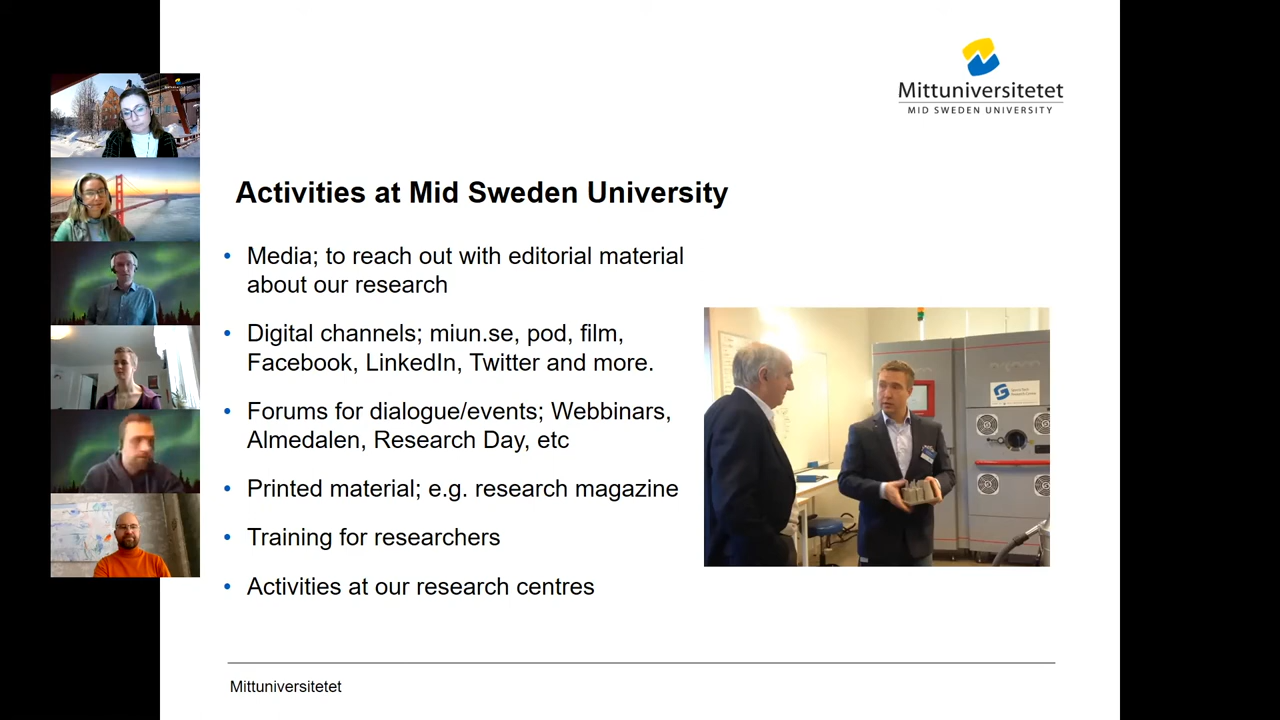 Mittuniversitetet
MID SWEDEN UNIVERSITY
Activities at Mid Sweden University
• Media; to reach out with editorial material
about our research
• Digital channels; miun.se, pod, film,
Facebook, LinkedIn, Twitter and more.
• Forums for dialogue/events; Webbinars,
Almedalen, Research Day, etc
• Printed material; e.g. research magazine
• Training for researchers
• Activities at our research centres
Mittuniversitetet